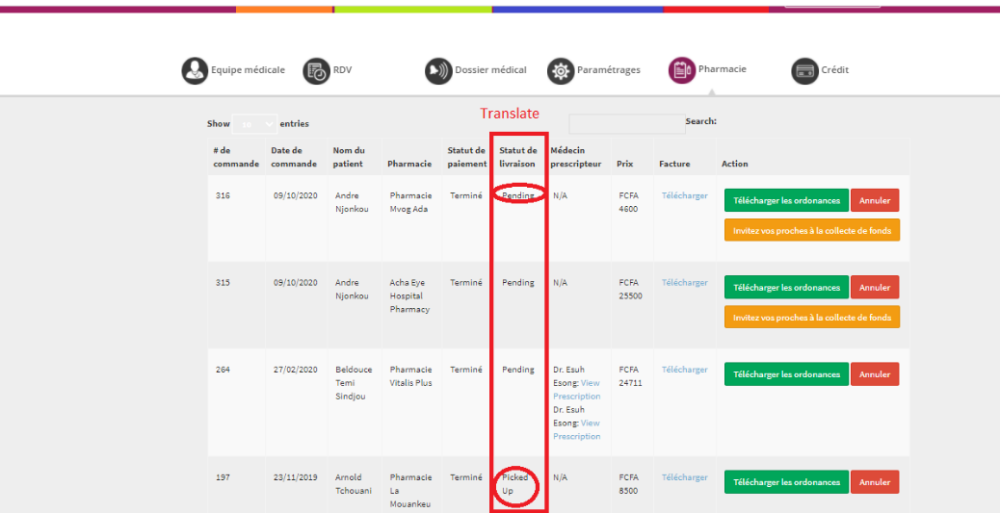 Equipe médicale RDV Dossier médical Paramétrages Pharmacie Crédit
Translate
Show 10 entries Search:
# de commande Date de commande Nom du patient Pharmacie Statut de paiement Statut de livraison Médecin prescripteur Prix Facture Action
316 09/10/2020 Andre Njonkou Pharmacie Mvog Ada Terminé Pending N/A FCFA 4600 Télécharger Télécharger les ordonances Annuler
Invitez vos proches à la collecte de fonds
315 09/10/2020 Andre Njonkou Acha Eye Hospital Pharmacy Terminé Pending N/A FCFA 25500 Télécharger Télécharger les ordonances Annuler
Invitez vos proches à la collecte de fonds
264 27/02/2020 Beldouce Temi Sindjou Pharmacie Vitalis Plus Terminé Pending Dr. Esuh Esong: View Prescription Dr. Esuh Esong: View Prescription FCFA 24711 Télécharger Télécharger les ordonances Annuler
197 23/11/2019 Arnold Tchouani Pharmacie La Mouankeu Terminé Picked Up N/A FCFA 8500 Télécharger Télécharger les ordonances Annuler